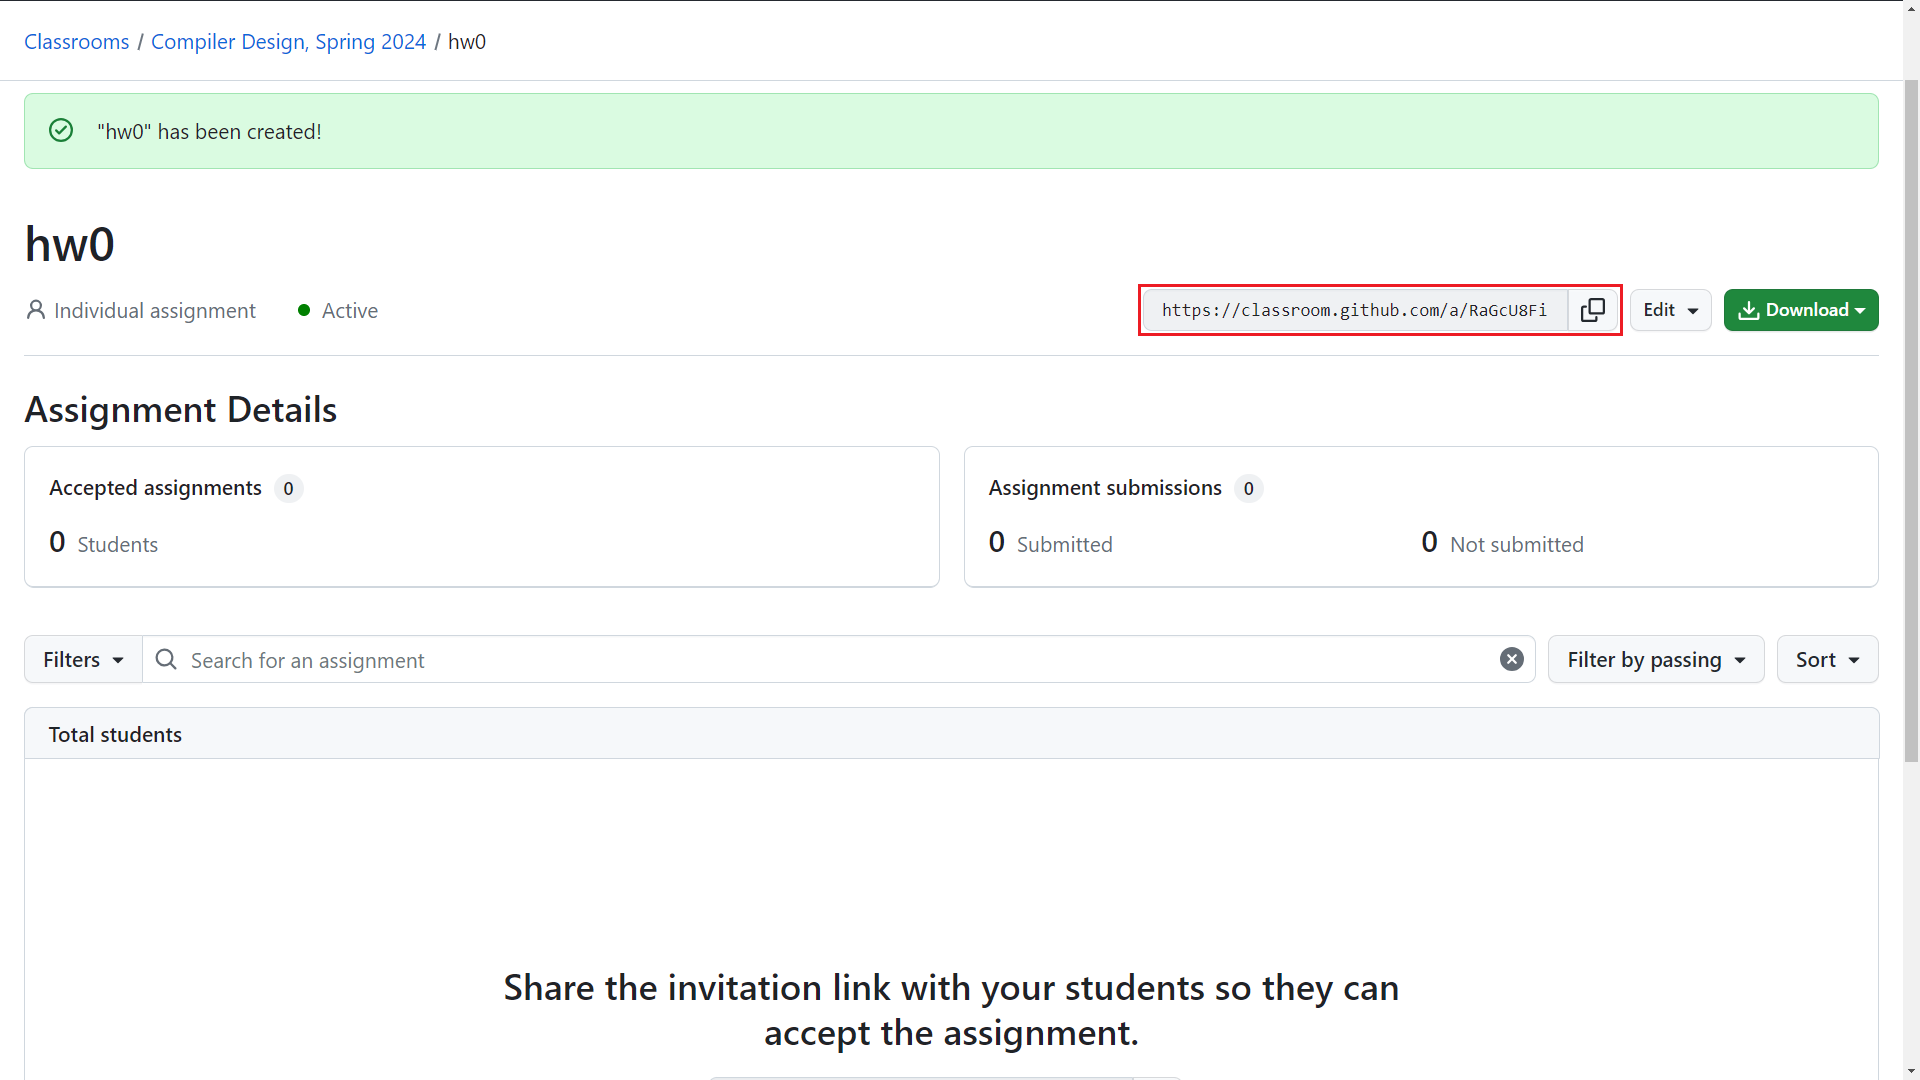 Classrooms / Compiler Design, Spring 2024 / hw0
"hw0" has been created!
hw0
Individual assignment Active
https://classroom.github.com/a/RaGcU8Fi Edit Download
Assignment Details
Accepted assignments 0
0 Students
Assignment submissions 0
0 Submitted 0 Not submitted
Filters Search for an assignment Filter by passing Sort
Total students
Share the invitation link with your students so they can
accept the assignment.